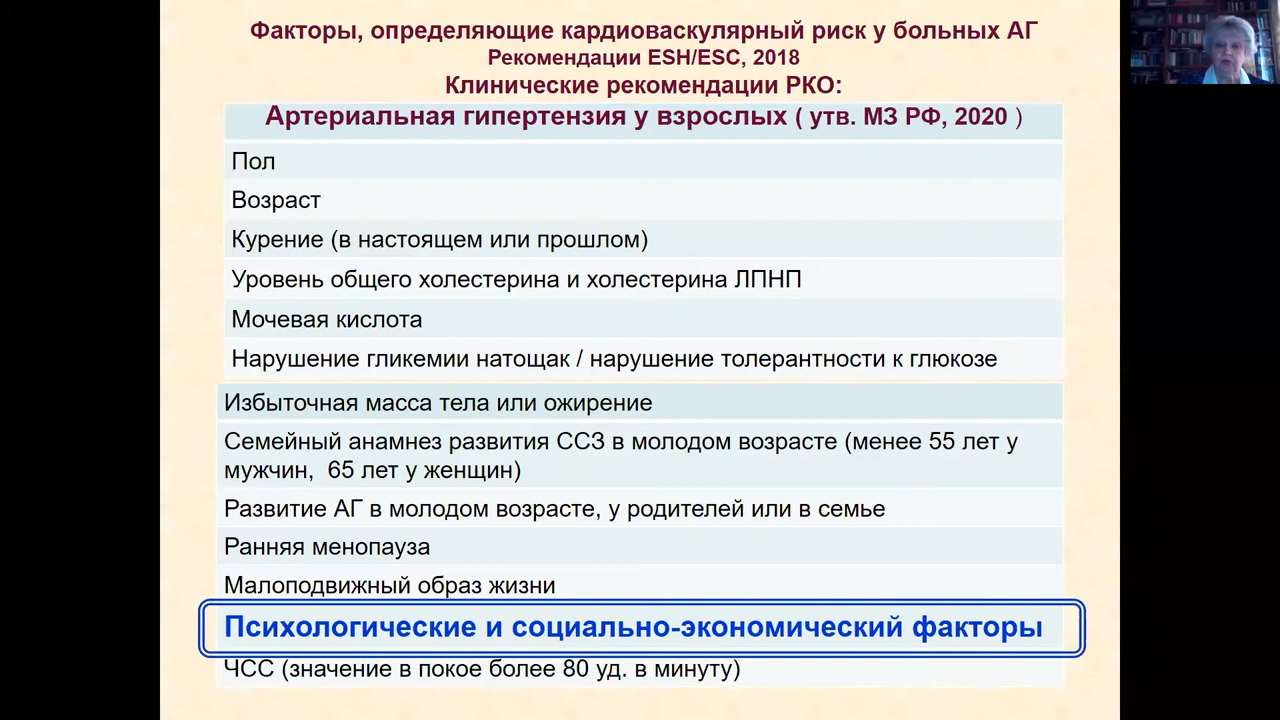 Факторы, определяющие кардиоваскулярный риск у больных АГ
Рекомендации ESH/ESC, 2018
Клинические рекомендации РКО:
Артериальная гипертензия у взрослых ( утв. МЗ РФ, 2020 )
Пол
Возраст
Курение (в настоящем или прошлом)
Уровень общего холестерина и холестерина ЛПНП
Мочевая кислота
Нарушение гликемии натощак / нарушение толерантности к глюкозе
Избыточная масса тела или ожирение
Семейный анамнез развития ССЗ в молодом возрасте (менее 55 лет у
мужчин, 65 лет у женщин)
Развитие АГ в молодом возрасте, у родителей или в семье
Ранняя менопауза
Малоподвижный образ жизни
Психологические и социально-экономический факторы
ЧСС (значение в покое более 80 уд. в минуту)